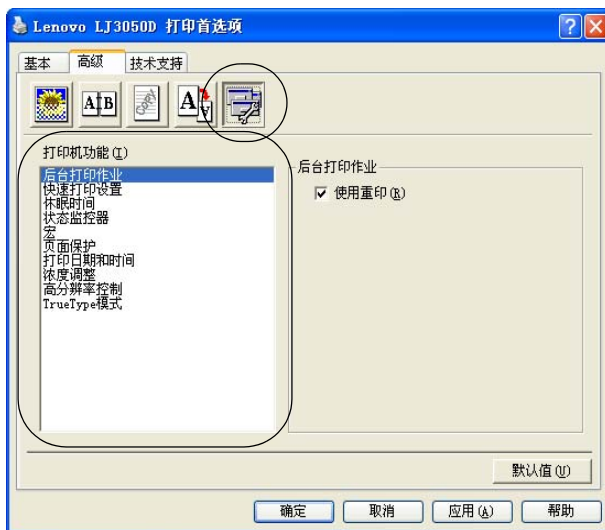 Lenovo LJ3050D 打印首选项
基本 高级 技术支持
A B COPY A A
打印机功能(I)
后台打印作业
快速打印设置
休眠时间
状态监控器
宏
页面保护
打印日期和时间
浓度调整
高分辨率控制
TrueType模式
后台打印作业
使用重印(R)
默认值(U)
确定 取消 应用(A) 帮助